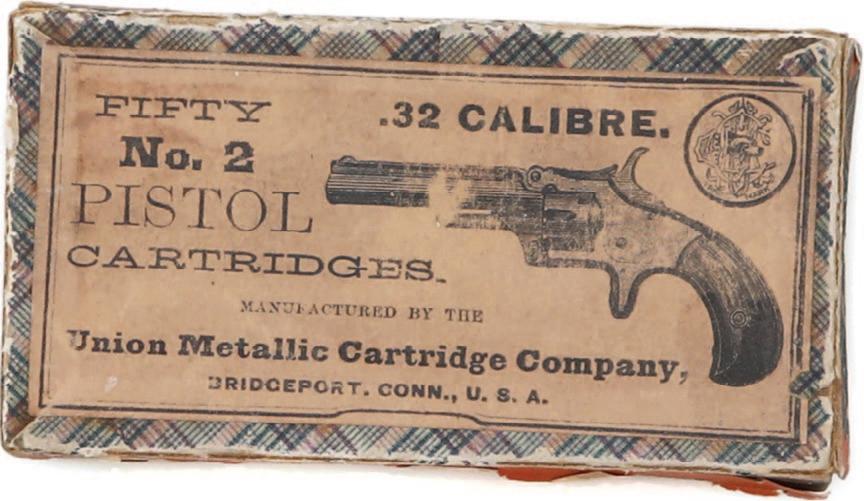 FIFTY
No. 2
PISTOL
CARTRIDGES.
.32 CALIBRE.
MANUFACTURED BY THE
Union Metallic Cartridge Company,
BRIDGEPORT, CONN., U. S. A.